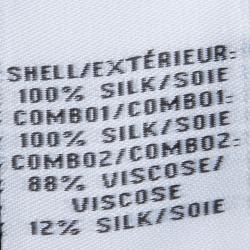 SHELL/EXTÉRIEUR:
100% SILK/SOIE
COMBO1/COMBO1:
100% SILK/SOIE
COMBO2/COMBO2:
88% VISCOSE/
VISCOSE
12% SILK/SOIE